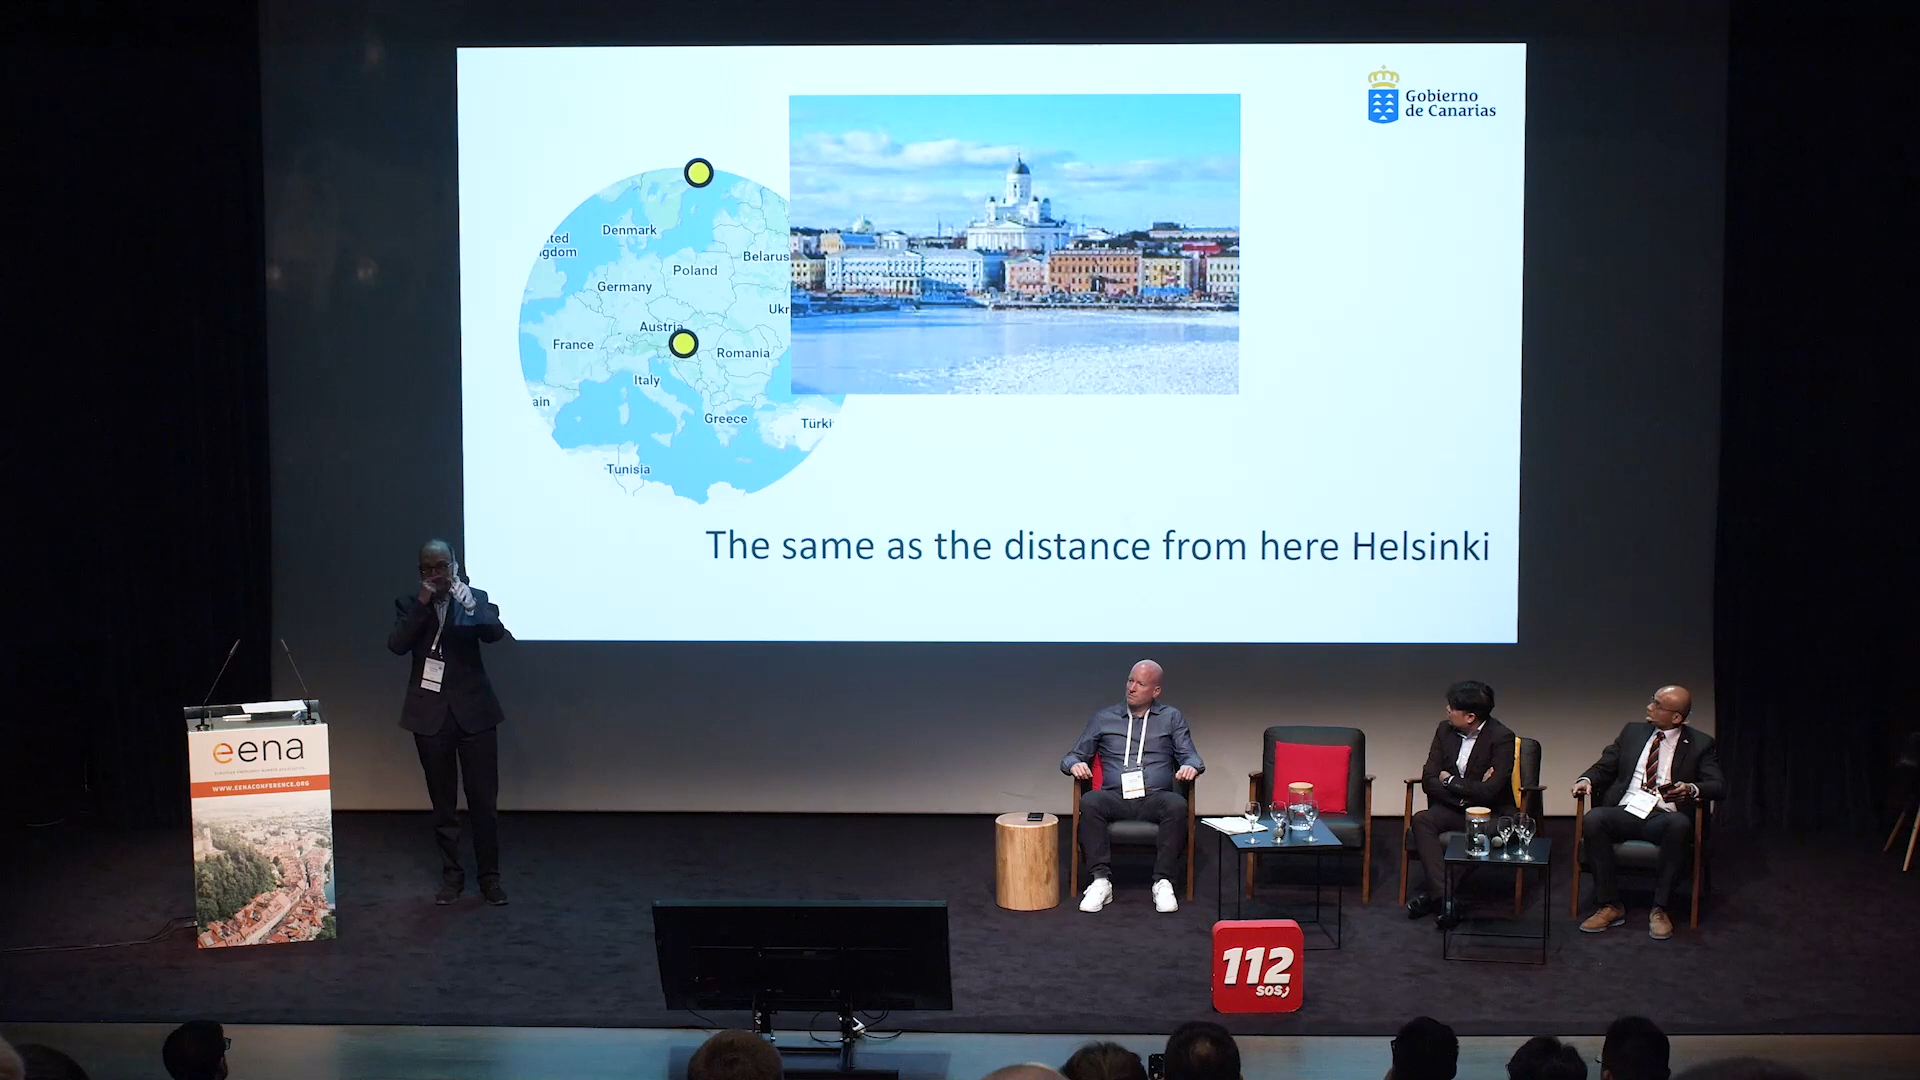 Gobierno
de Canarias
ted
gdom
Denmark
Belarus
Poland
Germany
Ukr
Austria
France
Romania
Italy
ain
Greece
Türki
Tunisia
The same as the distance from here Helsinki
eena
WWW.EENACONFERENCE.ORG
112
SOS